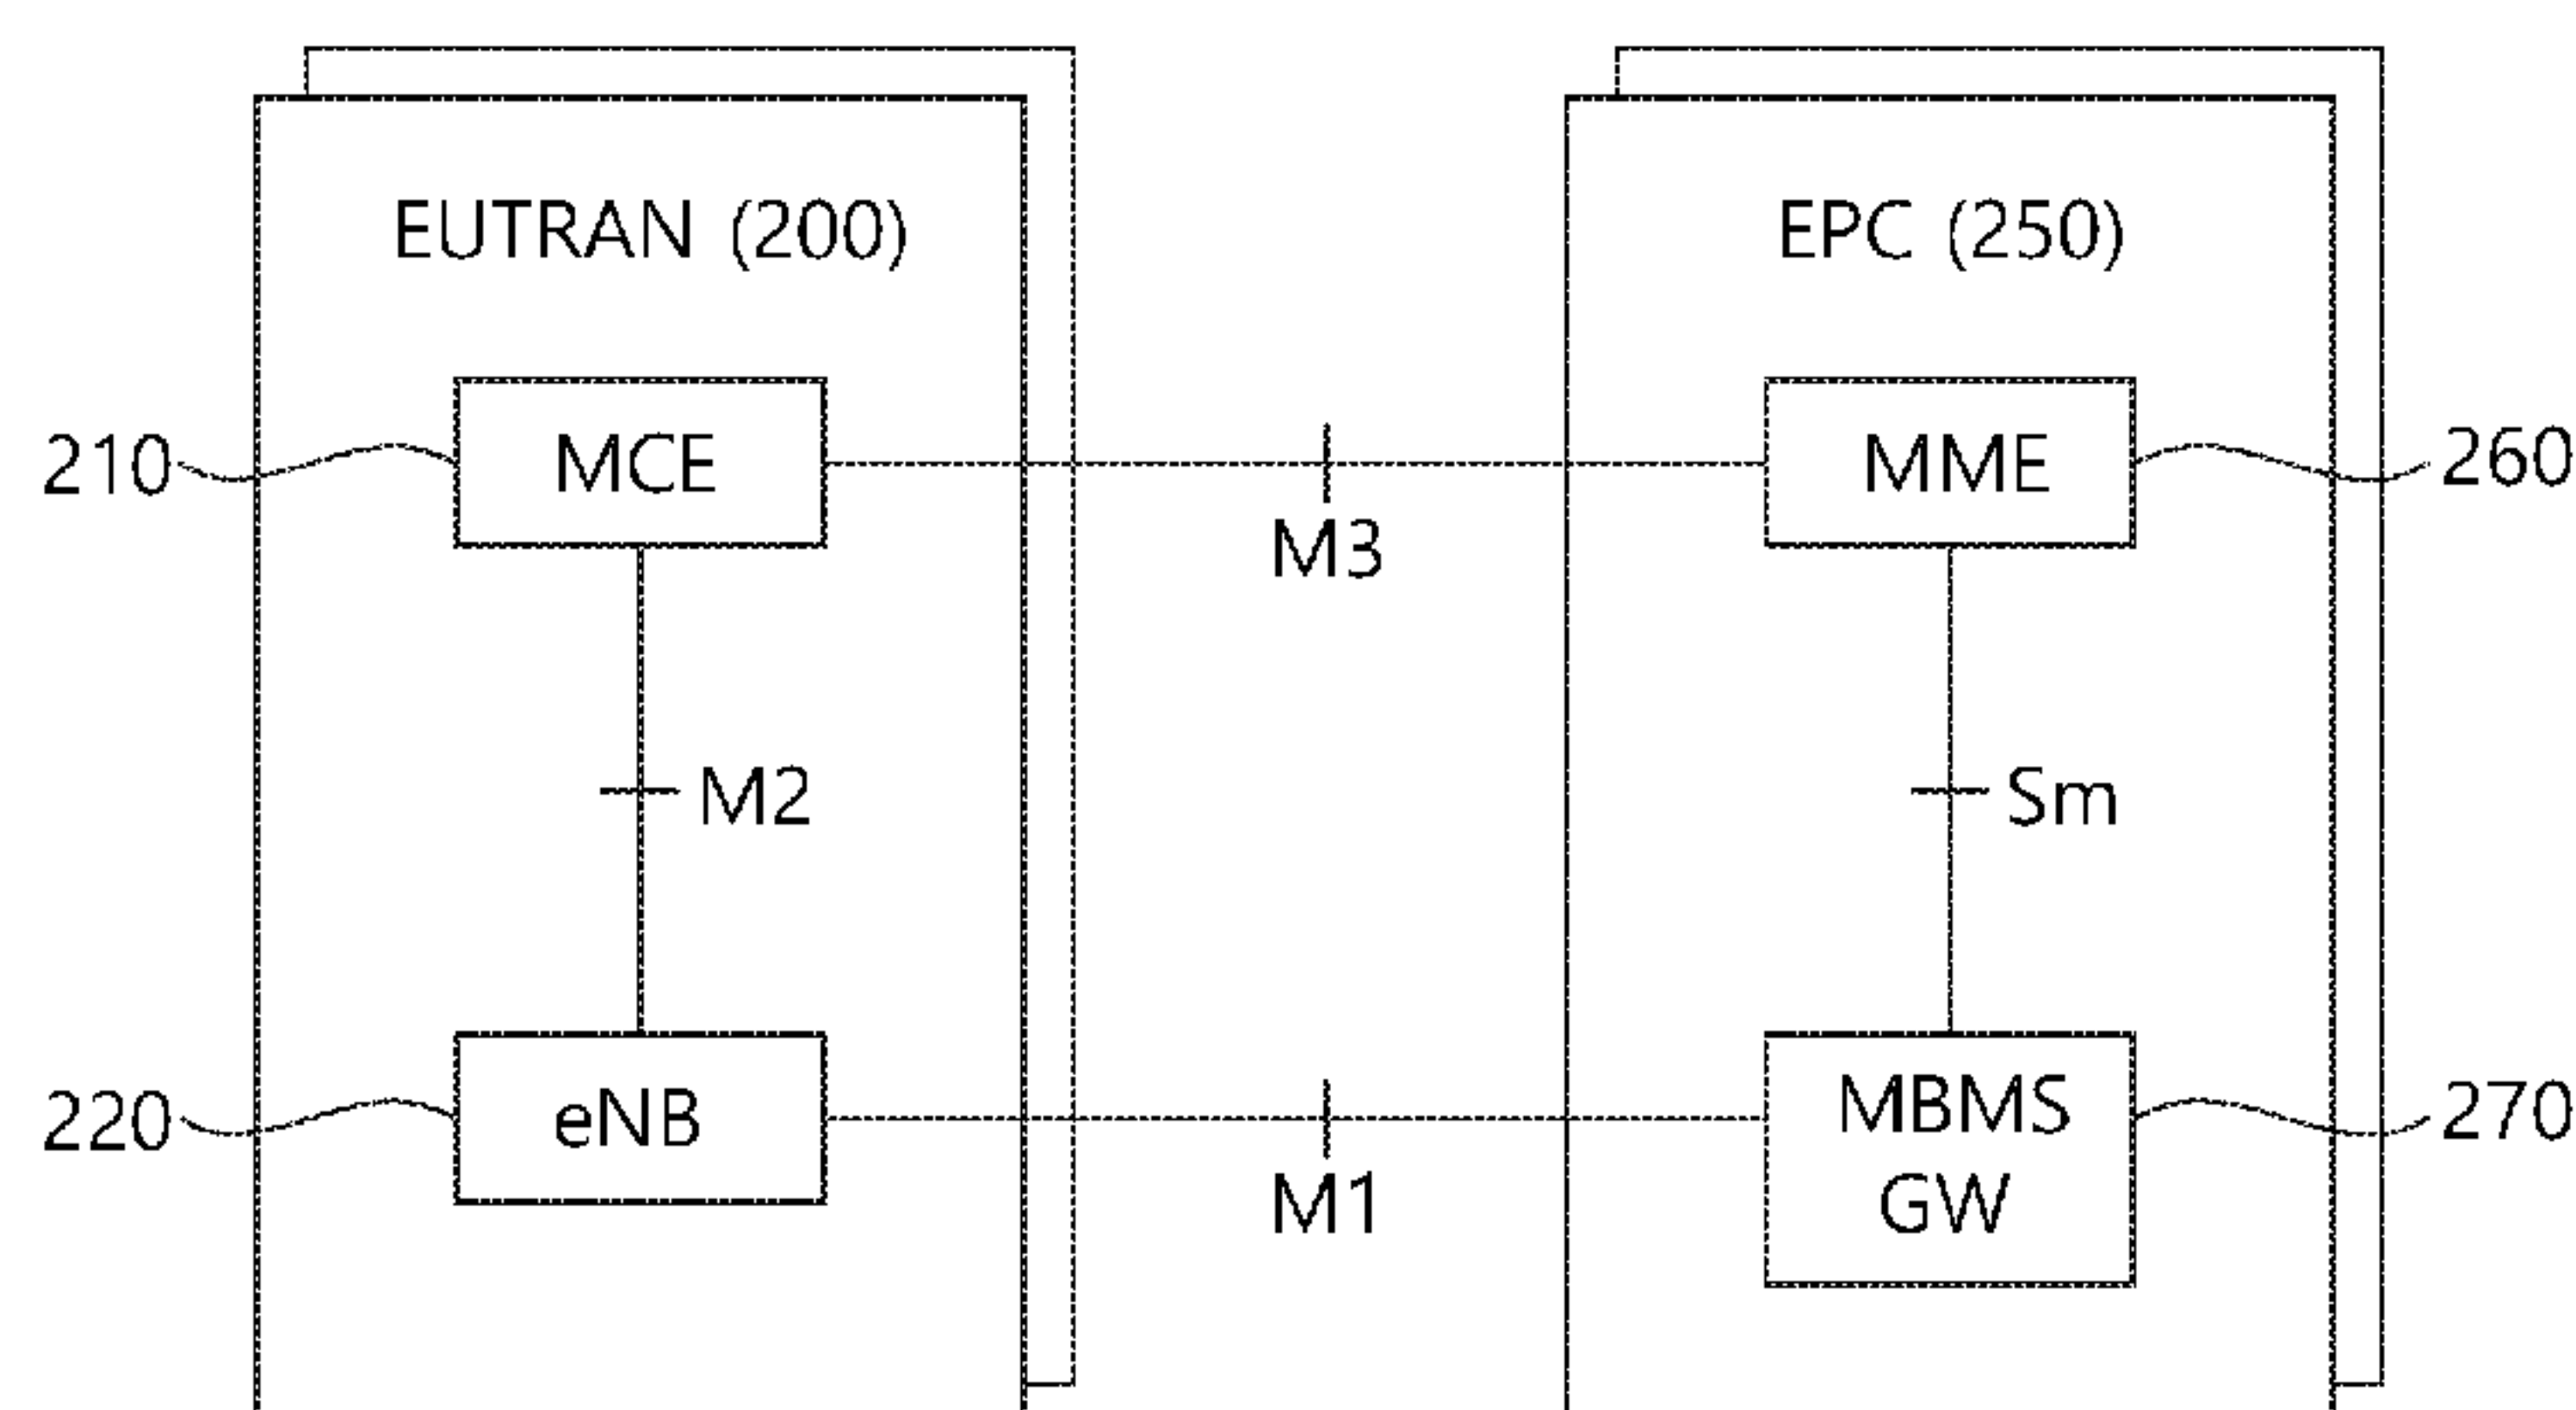 EUTRAN (200)
EPC (250)
210
MCE
MME
260
M3
M2
Sm
220
eNB
MBMS
GW
270
M1